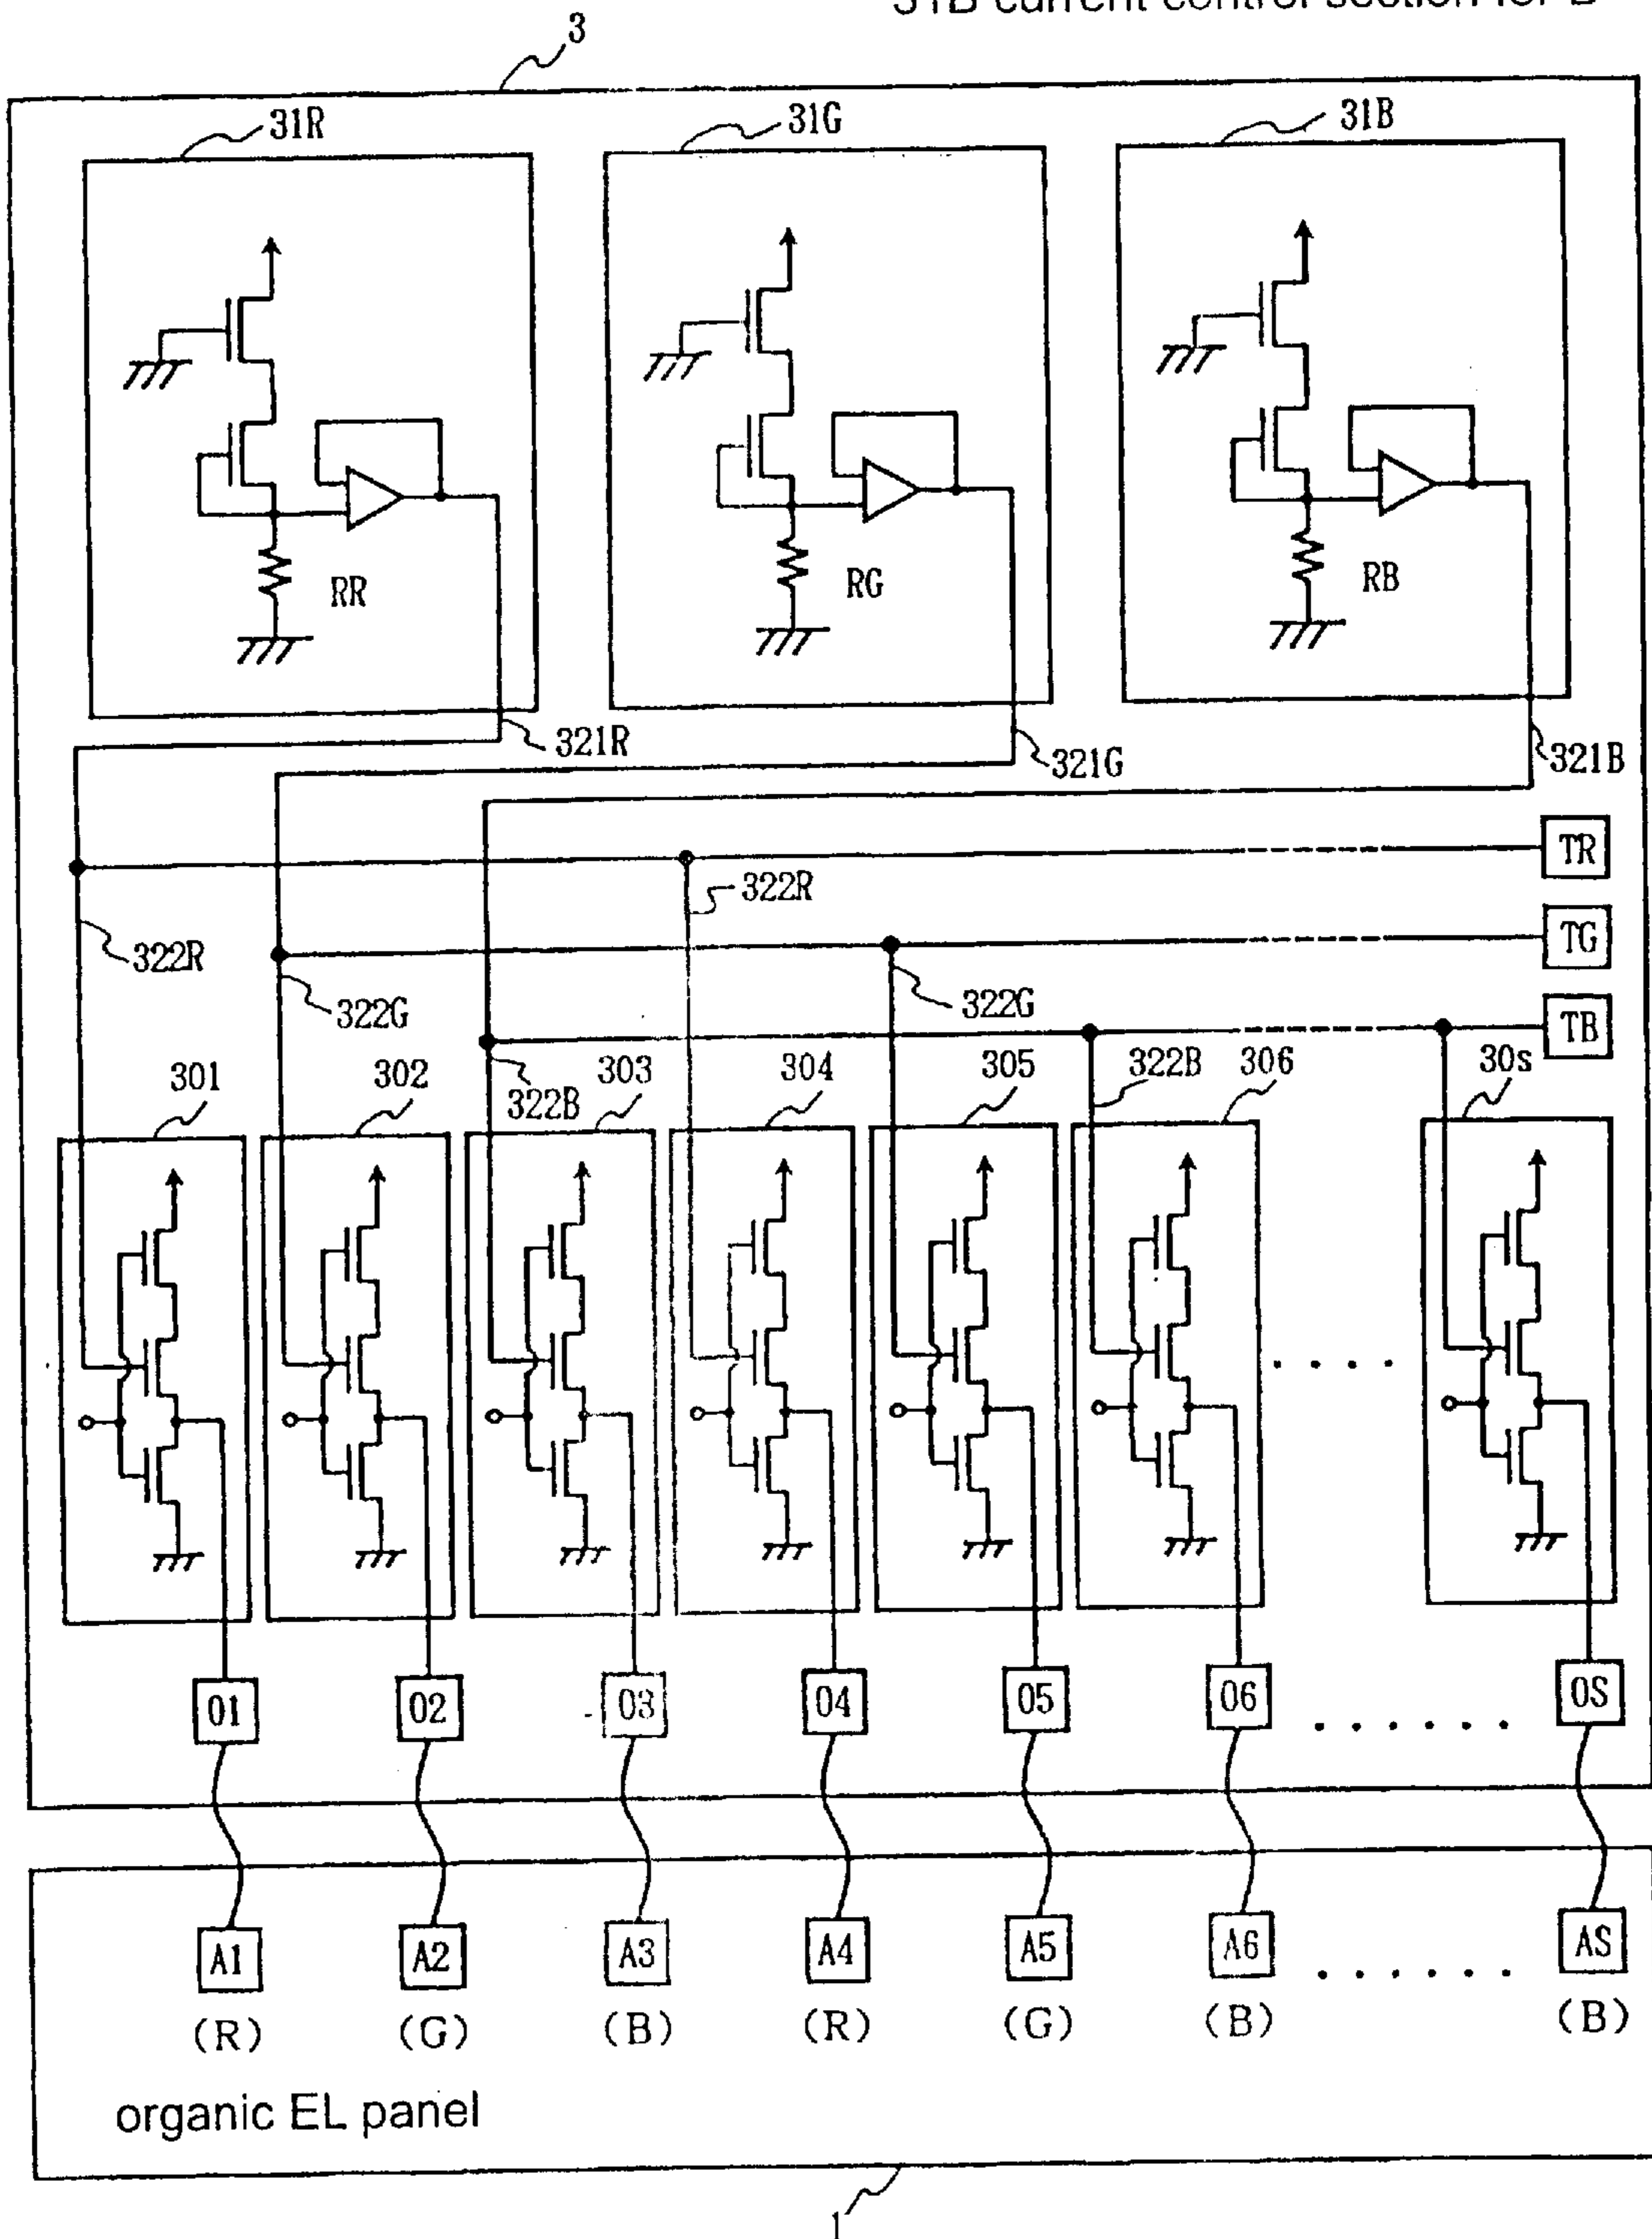 31B current control section for B
3
31R 31G 31B
RR RG RB
321R 321G 321B
TR
322R
TG
322R
322G 322G
TB
301 302 322B 303 304 305 322B 306 30s
01 02 03 04 05 06 0S
A1 A2 A3 A4 A5 A6 AS
(R) (G) (B) (R) (G) (B) (B)
organic EL panel
1